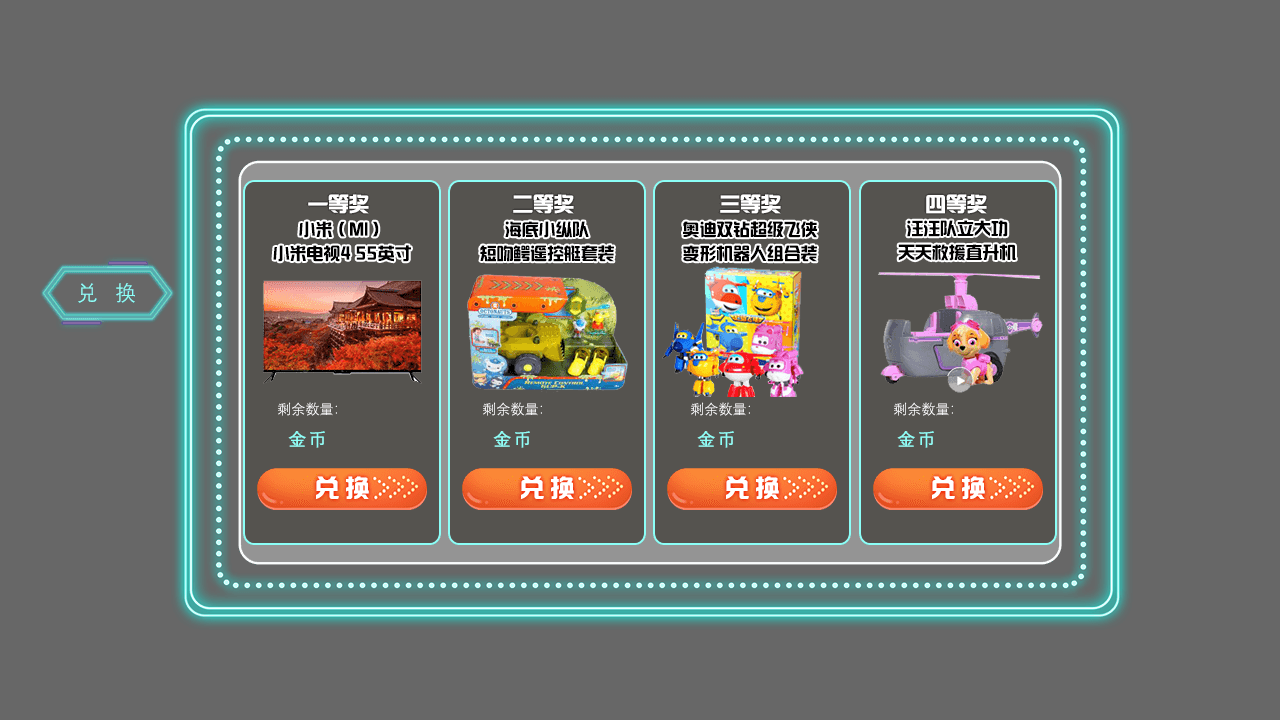 兑 换
一等奖
小米（MI）
小米电视4 55英寸
剩余数量:
金币
兑换
二等奖
海底小纵队
短吻鳄遥控艇套装
OCTONAUTS
REMOTE CONTROL
GUP-K
剩余数量:
金币
兑换
三等奖
奥迪双钻超级飞侠
变形机器人组合装
剩余数量:
金币
兑换
四等奖
汪汪队立大功
天天救援直升机
剩余数量:
金币
兑换